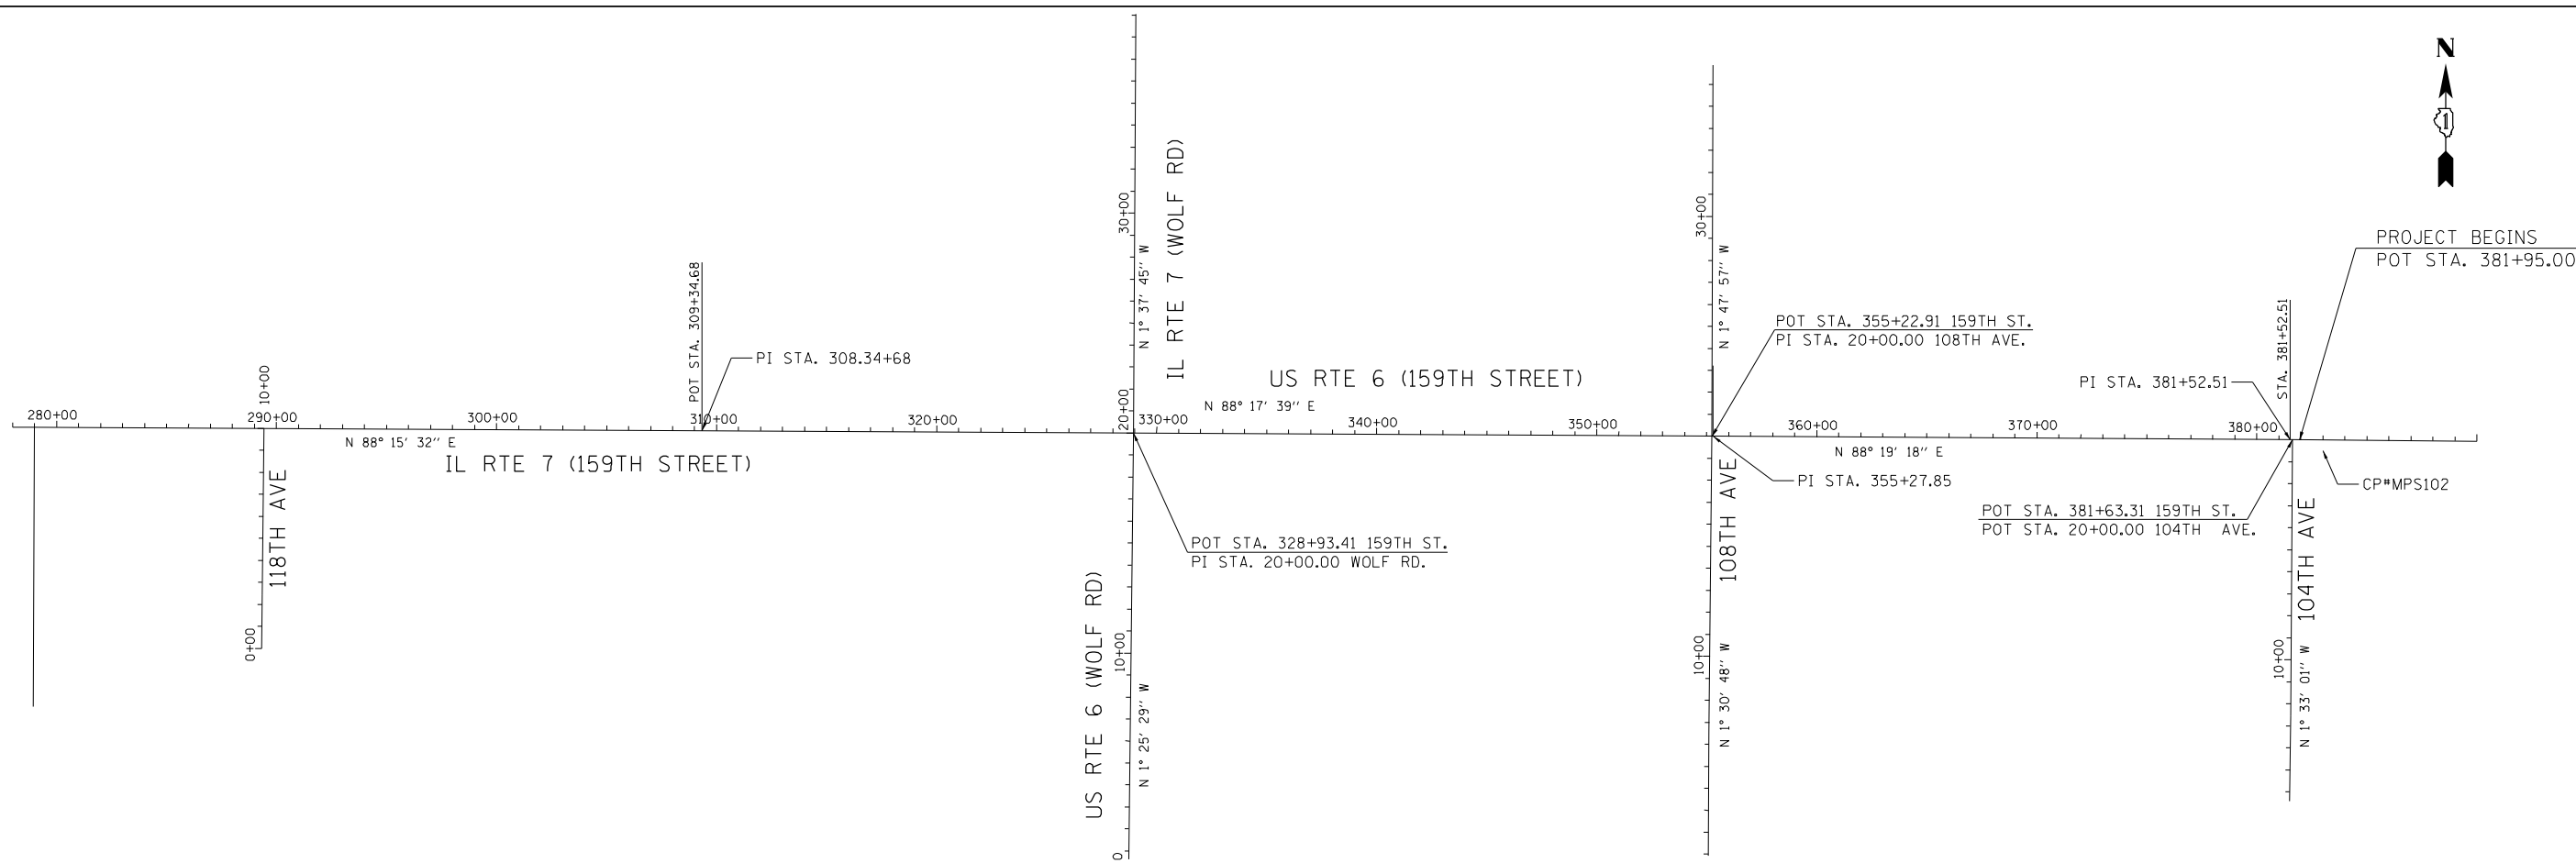 N
1
PROJECT BEGINS
POT STA. 381+95.00
30+00
IL RTE 7 (WOLF RD)
N 1° 37' 45'' W
20+00
30+00
N 1° 47' 57'' W
POT STA. 309+34.68
PI STA. 308.34+68
POT STA. 355+22.91 159TH ST.
PI STA. 20+00.00 108TH AVE.
STA. 381+52.51
PI STA. 381+52.51
US RTE 6 (159TH STREET)
N 88° 17' 39'' E
10+00
280+00
290+00
300+00
310+00
320+00
330+00
340+00
350+00
360+00
370+00
380+00
N 88° 15' 32'' E
IL RTE 7 (159TH STREET)
N 88° 19' 18'' E
PI STA. 355+27.85
CP#MPS102
118TH AVE
0+00
POT STA. 328+93.41 159TH ST.
PI STA. 20+00.00 WOLF RD.
POT STA. 381+63.31 159TH ST.
POT STA. 20+00.00 104TH AVE.
US RTE 6 (WOLF RD)
10+00
N 1° 25' 29'' W
0
108TH AVE
10+00
N 1° 30' 48'' W
104TH AVE
10+00
N 1° 33' 01'' W